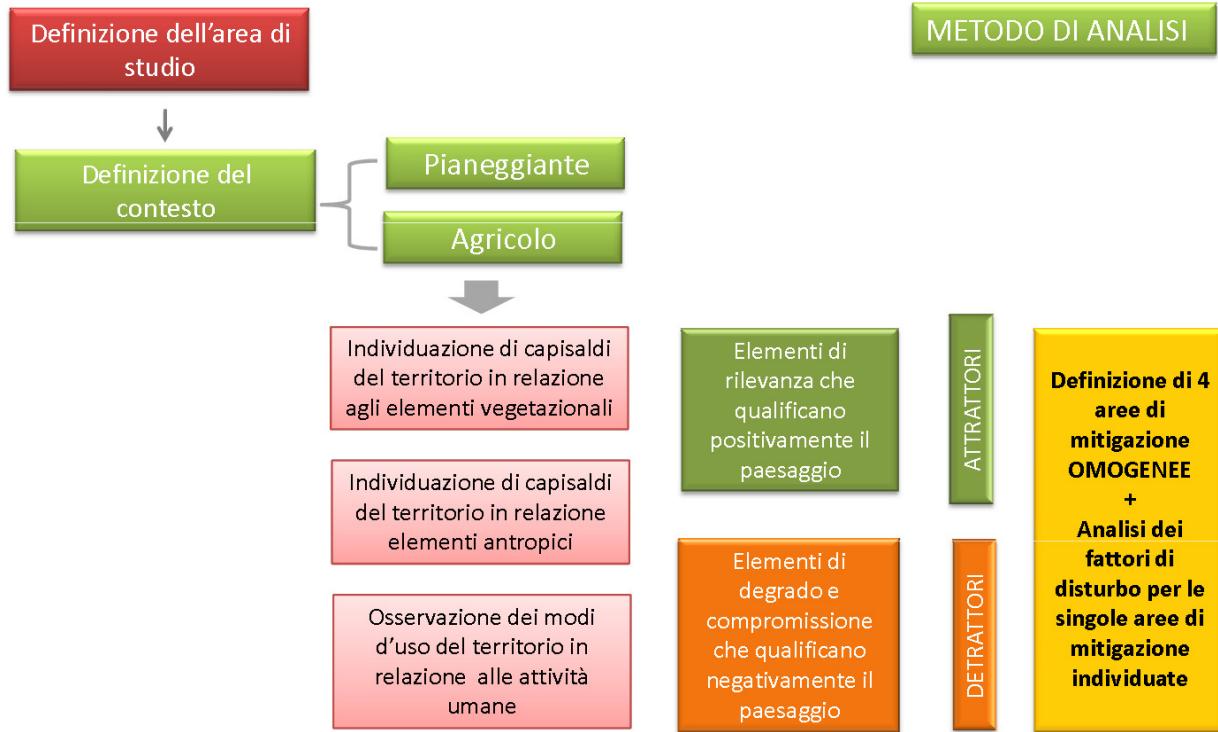 Definizione dell'area di
studio
METODO DI ANALISI
Definizione del
contesto
Pianeggiante
Agricolo
Individuazione di capisaldi
del territorio in relazione
agli elementi vegetazionali
Individuazione di capisaldi
del territorio in relazione
elementi antropici
Osservazione dei modi
d'uso del territorio in
relazione alle attività
umane
Elementi di
rilevanza che
qualificano
positivamente il
paesaggio
Elementi di
degrado e
compromissione
che qualificano
negativamente il
paesaggio
ATTRATTORI
DETRATTORI
Definizione di 4
aree di
mitigazione
OMOGENEE
+
Analisi dei
fattori di
disturbo per le
singole aree di
mitigazione
individuate